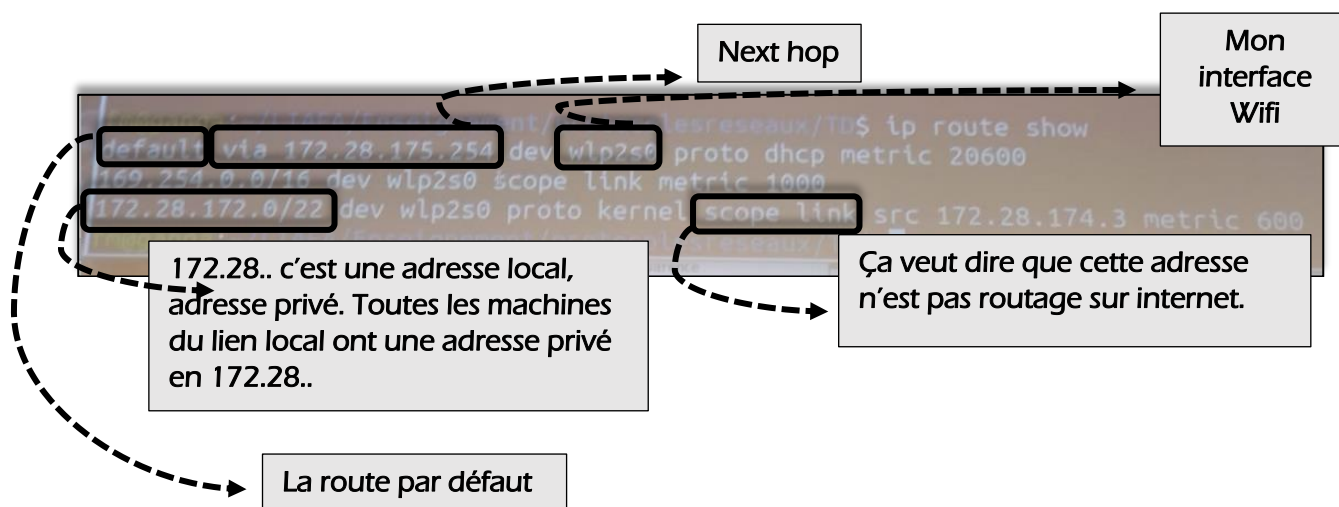 Next hop
Mon
interface
Wifi
$ ip route show
default via 172.28.175.254 dev wlp2s0 proto dhcp metric 20600
169.254.0.0/16 dev wlp2s0 scope link metric 1000
172.28.172.0/22 dev wlp2s0 proto kernel scope link src 172.28.174.3 metric 600
172.28.. c’est une adresse local,
adresse privé. Toutes les machines
du lien local ont une adresse privé
en 172.28..
Ça veut dire que cette adresse
n’est pas routage sur internet.
La route par défaut